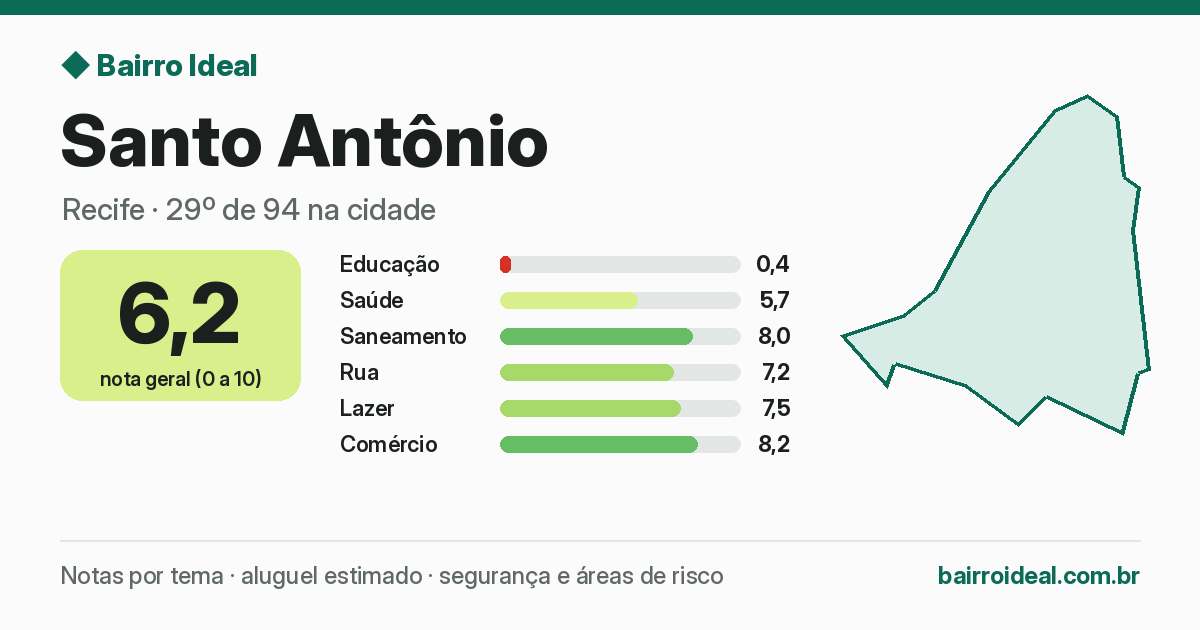 Bairro Ideal
Santo Antônio
Recife · 29º de 94 na cidade
6,2
nota geral (0 a 10)
Educação 0,4
Saúde 5,7
Saneamento 8,0
Rua 7,2
Lazer 7,5
Comércio 8,2
Notas por tema · aluguel estimado · segurança e áreas de risco
bairroideal.com.br